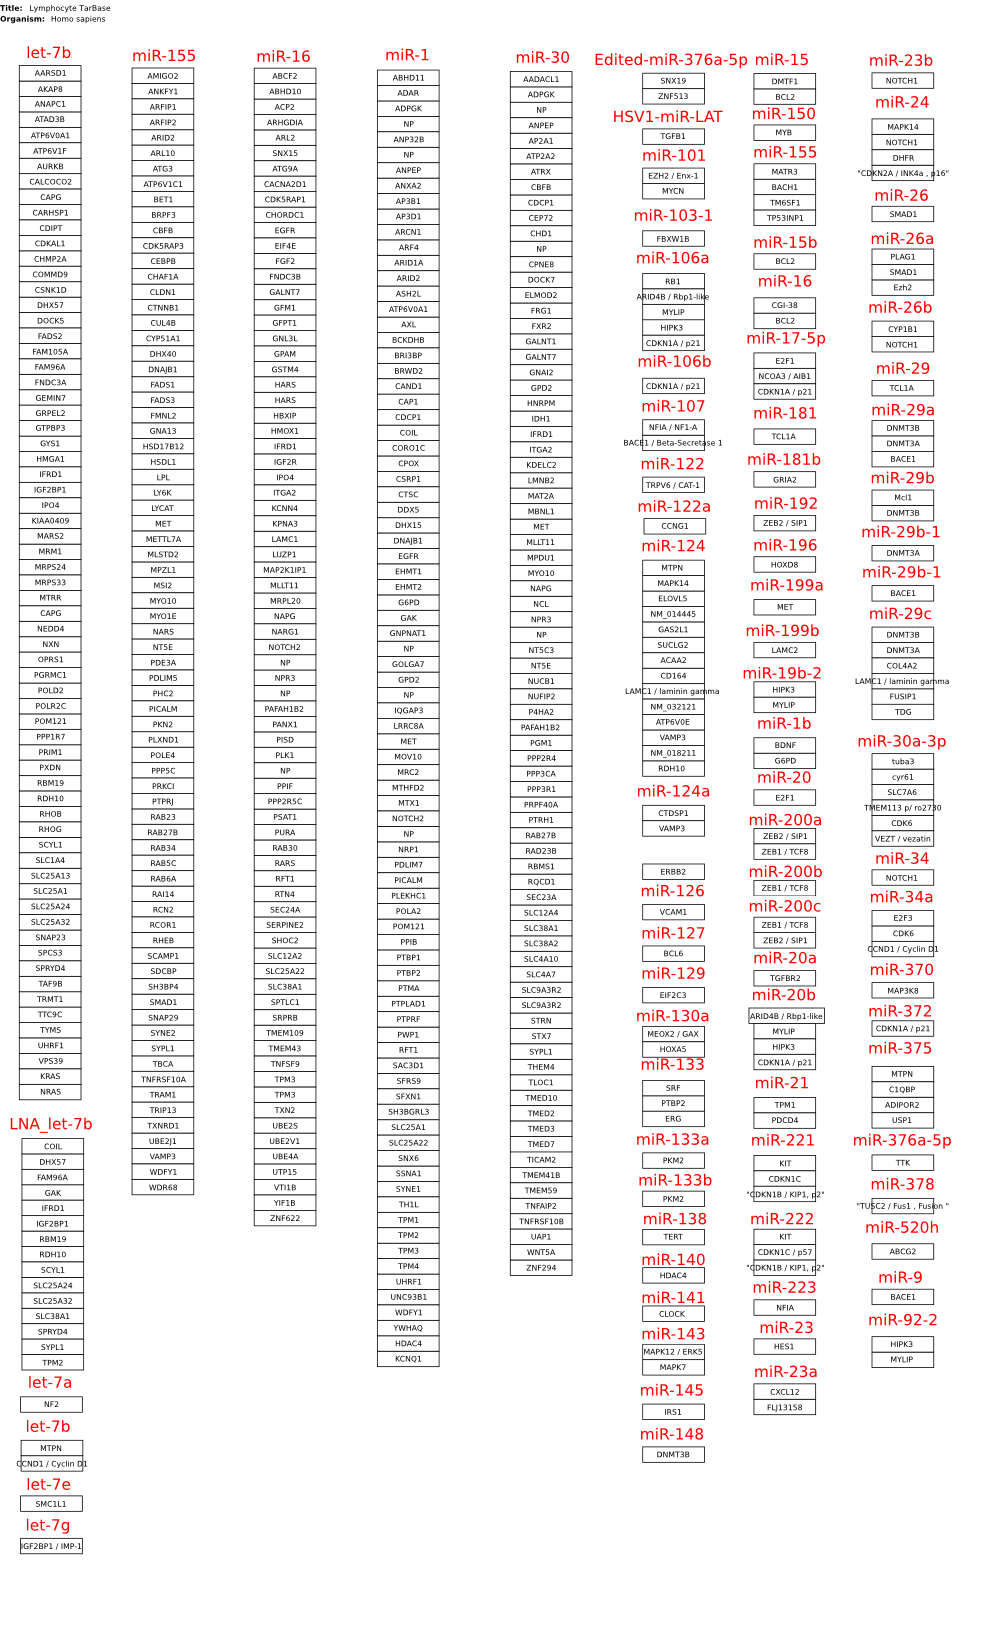 Title: Lymphocyte TarBase
Organism: Homo sapiens
let-7b
AARSD1
AKAP8
ANAPC1
ATAD3B
ATP6V0A1
ATP6V1F
AURKB
CALCOCO2
CAPG
CARHSP1
CDIPT
CDKAL1
CHMP2A
COMMD9
CSNK1D
DHX57
DOCK5
FADS2
FAM105A
FAM96A
FNDC3A
GEMIN7
GRPEL2
GTPBP3
GYS1
HMGA1
IFRD1
IGF2BP1
IPO4
KIAA0409
MARS2
MRM1
MRPS24
MRPS33
MTRR
CAPG
NEDD4
NXN
OPRS1
PGRMC1
POLD2
POLR2C
POM121
PPP1R7
PRIM1
PXDN
RBM19
RDH10
RHOB
RHOG
SCYL1
SLC1A4
SLC25A13
SLC25A1
SLC25A24
SLC25A32
SNAP23
SPCS3
SPRYD4
TAF9B
TRMT1
TTC9C
TYMS
UHRF1
VPS39
KRAS
NRAS
LNA_let-7b
COIL
DHX57
FAM96A
GAK
IFRD1
IGF2BP1
RBM19
RDH10
SCYL1
SLC25A24
SLC25A32
SLC38A1
SPRYD4
SYPL1
TPM2
let-7a
NF2
let-7b
MTPN
CCND1 / Cyclin D1
let-7e
SMC1L1
let-7g
IGF2BP1 / IMP-1
miR-155
AMIGO2
ANKFY1
ARFIP1
ARFIP2
ARID2
ARL10
ATG3
ATP6V1C1
BET1
BRPF3
CBFB
CDK5RAP3
CEBPB
CHAF1A
CLDN1
CTNNB1
CUL4B
CYP51A1
DHX40
DNAJB1
FADS1
FADS3
FMNL2
GNA13
HSD17B12
HSDL1
LPL
LY6K
LYCAT
MET
METTL7A
MLSTD2
MPZL1
MSI2
MYO10
MYO1E
NARS
NT5E
PDE3A
PDLIM5
PHC2
PICALM
PKN2
PLXND1
POLE4
PPP5C
PRKCI
PTPRJ
RAB23
RAB27B
RAB34
RAB5C
RAB6A
RAI14
RCN2
RCOR1
RHEB
SCAMP1
SDCBP
SH3BP4
SMAD1
SNAP29
SYNE2
SYPL1
TBCA
TNFRSF10A
TRAM1
TRIP13
TXNRD1
UBE2J1
VAMP3
WDFY1
WDR68
miR-16
ABCF2
ABHD10
ACP2
ARHGDIA
ARL2
SNX15
ATG9A
CACNA2D1
CDK5RAP1
CHORDC1
EGFR
EIF4E
FGF2
FNDC3B
GALNT7
GFM1
GFPT1
GNL3L
GPAM
GSTM4
HARS
HARS
HBXIP
HMOX1
IFRD1
IGF2R
IPO4
ITGA2
KCNN4
KPNA3
LAMC1
LUZP1
MAP2K1IP1
MLLT11
MRPL20
NAPG
NARG1
NOTCH2
NP
NPR3
NP
PAFAH1B2
PANX1
PISD
PLK1
NP
PPIF
PPP2R5C
PSAT1
PURA
RAB30
RARS
RFT1
RTN4
SEC24A
SERPINE2
SHOC2
SLC12A2
SLC25A22
SLC38A1
SPTLC1
SRPRB
TMEM109
TMEM43
TNFSF9
TPM3
TPM3
TXN2
UBE2S
UBE2V1
UBE4A
UTP15
VTI1B
YIF1B
ZNF622
miR-1
ABHD11
ADAR
ADPGK
NP
ANP32B
NP
ANPEP
ANXA2
AP3B1
AP3D1
ARCN1
ARF4
ARID1A
ARID2
ASH2L
ATP6V0A1
AXL
BCKDHB
BRI3BP
BRWD2
CAND1
CAP1
CDCP1
COIL
CORO1C
CPOX
CSRP1
CTSC
DDX5
DHX15
DNAJB1
EGFR
EHMT1
EHMT2
G6PD
GAK
GNPNAT1
NP
GOLGA7
GPD2
NP
IQGAP3
LRRC8A
MET
MOV10
MRC2
MTHFD2
MTX1
NOTCH2
NP
NRP1
PDLIM7
PICALM
PLEKHC1
POLA2
POM121
PPIB
PTBP1
PTBP2
PTMA
PTPLAD1
PTPRF
PWP1
RFT1
SAC3D1
SFRS9
SFXN1
SH3BGRL3
SLC25A1
SLC25A22
SNX6
SSNA1
SYNE1
TH1L
TPM1
TPM2
TPM3
TPM4
UHRF1
UNC93B1
WDFY1
YWHAQ
HDAC4
KCNQ1
miR-30
AADACL1
ADPGK
NP
ANPEP
AP2A1
ATP2A2
ATRX
CBFB
CDCP1
CEP72
CHD1
NP
CPNE8
DOCK7
ELMOD2
FRG1
FXR2
GALNT1
GALNT7
GNAI2
GPD2
HNRPM
IDH1
IFRD1
ITGA2
KDELC2
LMNB2
MAT2A
MBNL1
MET
MLLT11
MPDU1
MYO10
NAPG
NCL
NPR3
NP
NT5C3
NT5E
NUCB1
NUFIP2
P4HA2
PAFAH1B2
PGM1
PPP2R4
PPP3CA
PPP3R1
PRPF40A
PTRH1
RAB27B
RAD23B
RBMS1
RQCD1
SEC23A
SLC12A4
SLC38A1
SLC38A2
SLC4A10
SLC4A7
SLC9A3R2
SLC9A3R2
STRN
STX7
SYPL1
THEM4
TLOC1
TMED10
TMED2
TMED3
TMED7
TICAM2
TMEM41B
TMEM59
TNFAIP2
TNFRSF10B
UAP1
WNT5A
ZNF294
Edited-miR-376a-5p
SNX19
ZNF513
HSV1-miR-LAT
TGFB1
miR-101
EZH2 / Enx-1
MYCN
miR-103-1
FBXW1B
miR-106a
RB1
ARID4B / Rbp1-like
MYLIP
HIPK3
CDKN1A / p21
miR-106b
CDKN1A / p21
miR-107
NFIA / NF1-A
BACE1 / Beta-Secretase 1
miR-122
TRPV6 / CAT-1
miR-122a
CCNG1
miR-124
MTPN
MAPK14
ELOVL5
NM_014445
GAS2L1
SUCLG2
ACAA2
CD164
LAMC1 / laminin gamma
NM_032121
ATP6V0E
VAMP3
NM_018211
RDH10
miR-124a
CTDSP1
VAMP3
ERBB2
miR-126
VCAM1
miR-127
BCL6
miR-129
EIF2C3
miR-130a
MEOX2 / GAX
HOXA5
miR-133
SRF
PTBP2
ERG
miR-133a
PKM2
miR-133b
PKM2
miR-138
TERT
miR-140
HDAC4
miR-141
CLOCK
miR-143
MAPK12 / ERK5
MAPK7
miR-145
IRS1
miR-148
DNMT3B
miR-15
DMTF1
BCL2
miR-150
MYB
miR-155
MATR3
BACH1
TM6SF1
TP53INP1
miR-15b
BCL2
miR-16
CGI-38
BCL2
miR-17-5p
E2F1
NCOA3 / AIB1
CDKN1A / p21
miR-181
TCL1A
miR-181b
GRIA2
miR-192
ZEB2 / SIP1
miR-196
HOXD8
miR-199a
MET
miR-199b
LAMC2
miR-19b-2
HIPK3
MYLIP
miR-1b
BDNF
G6PD
miR-20
E2F1
miR-200a
ZEB2 / SIP1
ZEB1 / TCF8
miR-200b
ZEB1 / TCF8
miR-200c
ZEB1 / TCF8
ZEB2 / SIP1
miR-20a
TGFBR2
miR-20b
ARID4B / Rbp1-like
MYLIP
HIPK3
CDKN1A / p21
miR-21
TPM1
PDCD4
miR-221
KIT
CDKN1C
"CDKN1B / KIP1, p2"
miR-222
KIT
CDKN1C / p57
"CDKN1B / KIP1, p2"
miR-223
NFIA
miR-23
HES1
miR-23a
CXCL12
FLJ13158
miR-23b
NOTCH1
miR-24
MAPK14
NOTCH1
DHFR
"CDKN2A / INK4a , p16"
miR-26
SMAD1
miR-26a
PLAG1
SMAD1
Ezh2
miR-26b
CYP1B1
NOTCH1
miR-29
TCL1A
miR-29a
DNMT3B
DNMT3A
BACE1
miR-29b
Mcl1
DNMT3B
miR-29b-1
DNMT3A
miR-29b-1
BACE1
miR-29c
DNMT3B
DNMT3A
COL4A2
LAMC1 / laminin gamma
FUSIP1
TDG
miR-30a-3p
tuba3
cyr61
SLC7A6
TMEM113 p/ ro2730
CDK6
VEZT / vezatin
miR-34
NOTCH1
miR-34a
E2F3
CDK6
CCND1 / Cyclin D1
miR-370
MAP3K8
miR-372
CDKN1A / p21
miR-375
MTPN
C1QBP
ADIPOR2
USP1
miR-376a-5p
TTK
miR-378
"TUSC2 / Fus1 , Fusion "
miR-520h
ABCG2
miR-9
BACE1
miR-92-2
HIPK3
MYLIP